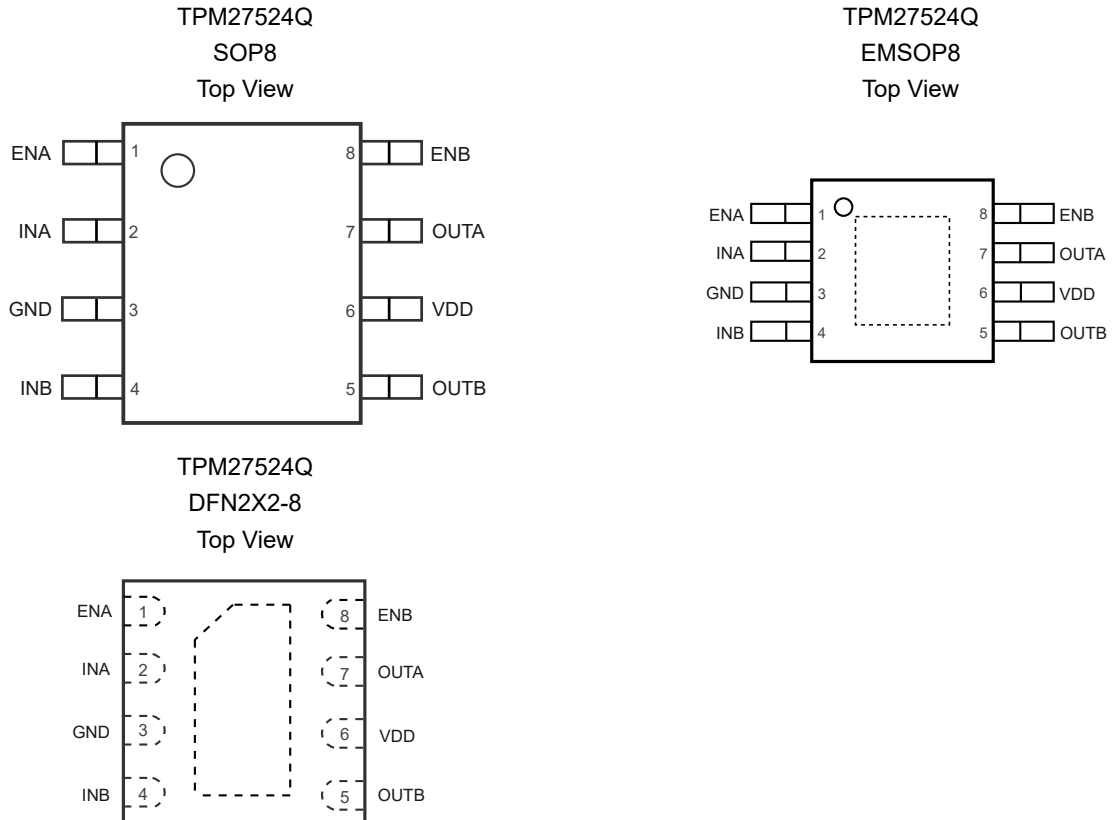 TPM27524Q
SOP8
Top View
ENA 1 8 ENB
INA 2 7 OUTA
GND 3 6 VDD
INB 4 5 OUTB
TPM27524Q
EMSOP8
Top View
ENA 1 8 ENB
INA 2 7 OUTA
GND 3 6 VDD
INB 4 5 OUTB
TPM27524Q
DFN2X2-8
Top View
ENA 1 8 ENB
INA 2 7 OUTA
GND 3 6 VDD
INB 4 5 OUTB